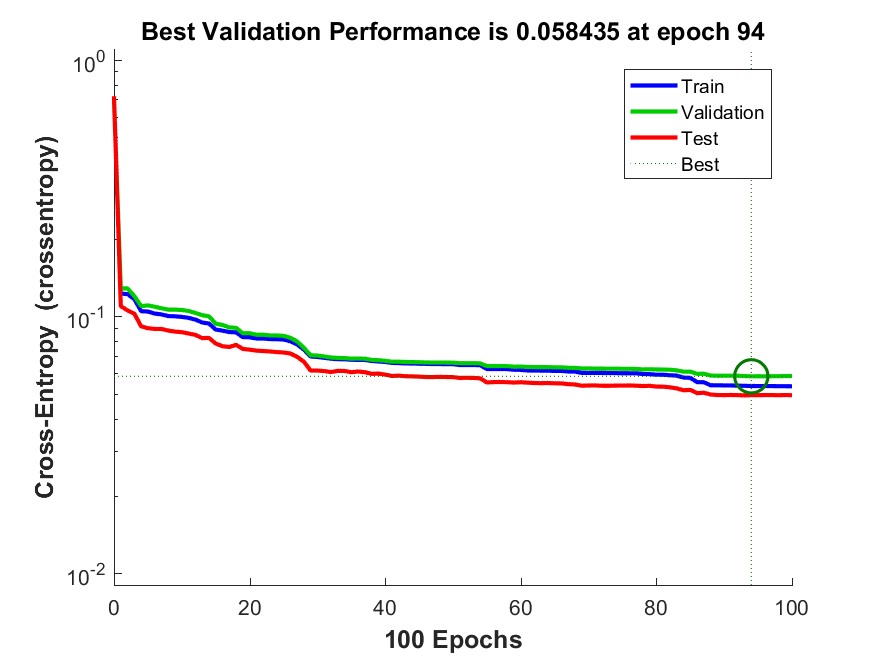 Best Validation Performance is 0.058435 at epoch 94
Cross-Entropy (crossentropy)
10^0
10^-1
10^-2
Train
Validation
Test
Best
0 20 40 60 80 100
100 Epochs